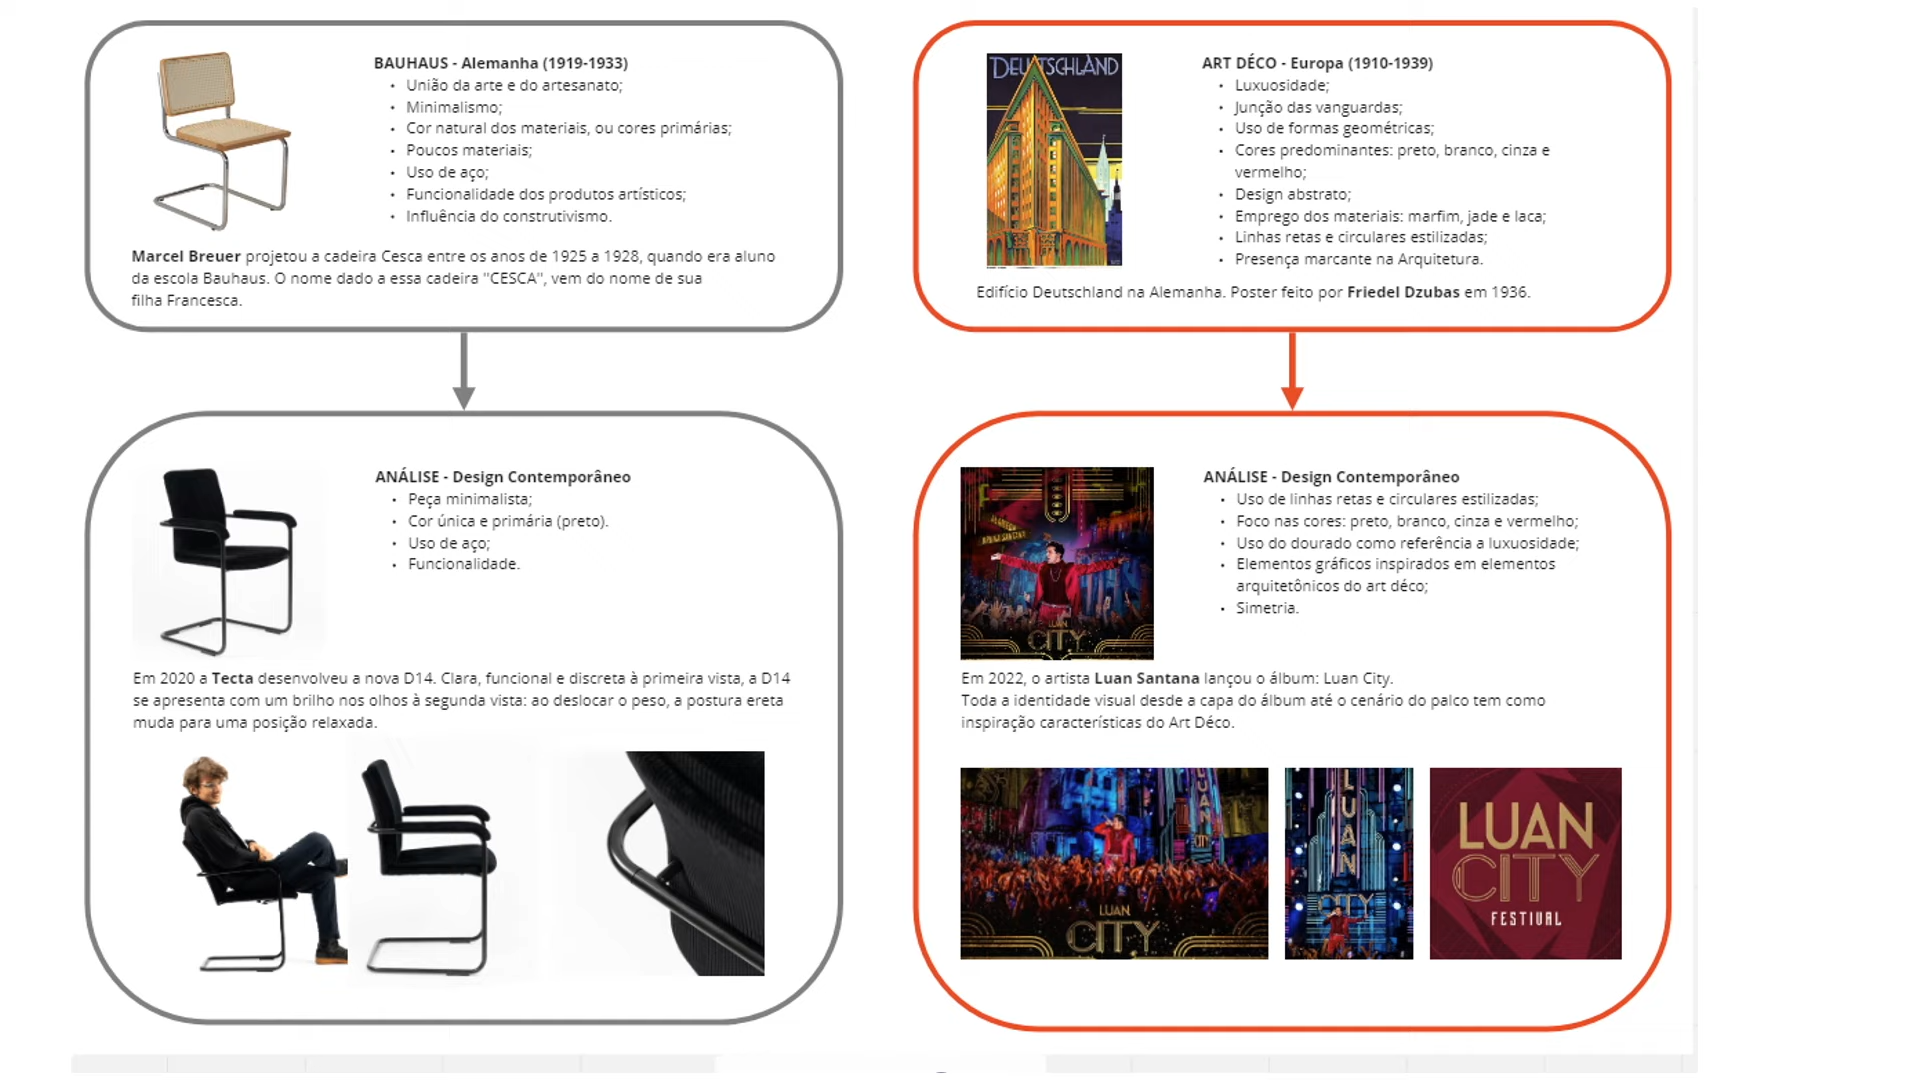 BAUHAUS - Alemanha (1919-1933)
• União da arte e do artesanato;
• Minimalismo;
• Cor natural dos materiais, ou cores primárias;
• Poucos materiais;
• Uso de aço;
• Funcionalidade dos produtos artísticos;
• Influência do construtivismo.
Marcel Breuer projetou a cadeira Cesca entre os anos de 1925 a 1928, quando era aluno
da escola Bauhaus. O nome dado a essa cadeira "CESCA", vem do nome de sua
filha Francesca.
DEUTSCHLAND
ART DÉCO - Europa (1910-1939)
• Luxuosidade;
• Junção das vanguardas;
• Uso de formas geométricas;
• Cores predominantes: preto, branco, cinza e
vermelho;
• Design abstrato;
• Emprego dos materiais: marfim, jade e laca;
• Linhas retas e circulares estilizadas;
• Presença marcante na Arquitetura.
Edifício Deutschland na Alemanha. Poster feito por Friedel Dzubas em 1936.
ANÁLISE - Design Contemporâneo
• Peça minimalista;
• Cor única e primária (preto).
• Uso de aço;
• Funcionalidade.
Em 2020 a Tecta desenvolveu a nova D14. Clara, funcional e discreta à primeira vista, a D14
se apresenta com um brilho nos olhos à segunda vista: ao deslocar o peso, a postura ereta
muda para uma posição relaxada.
LUAN
CITY
ANÁLISE - Design Contemporâneo
• Uso de linhas retas e circulares estilizadas;
• Foco nas cores: preto, branco, cinza e vermelho;
• Uso do dourado como referência a luxuosidade;
• Elementos gráficos inspirados em elementos
arquitetônicos do art déco;
• Simetria.
Em 2022, o artista Luan Santana lançou o álbum: Luan City.
Toda a identidade visual desde a capa do álbum até o cenário do palco tem como
inspiração características do Art Déco.
LUAN
CITY
LUAN
CITY
LUAN
CITY
LUAN
CITY
FESTIVAL